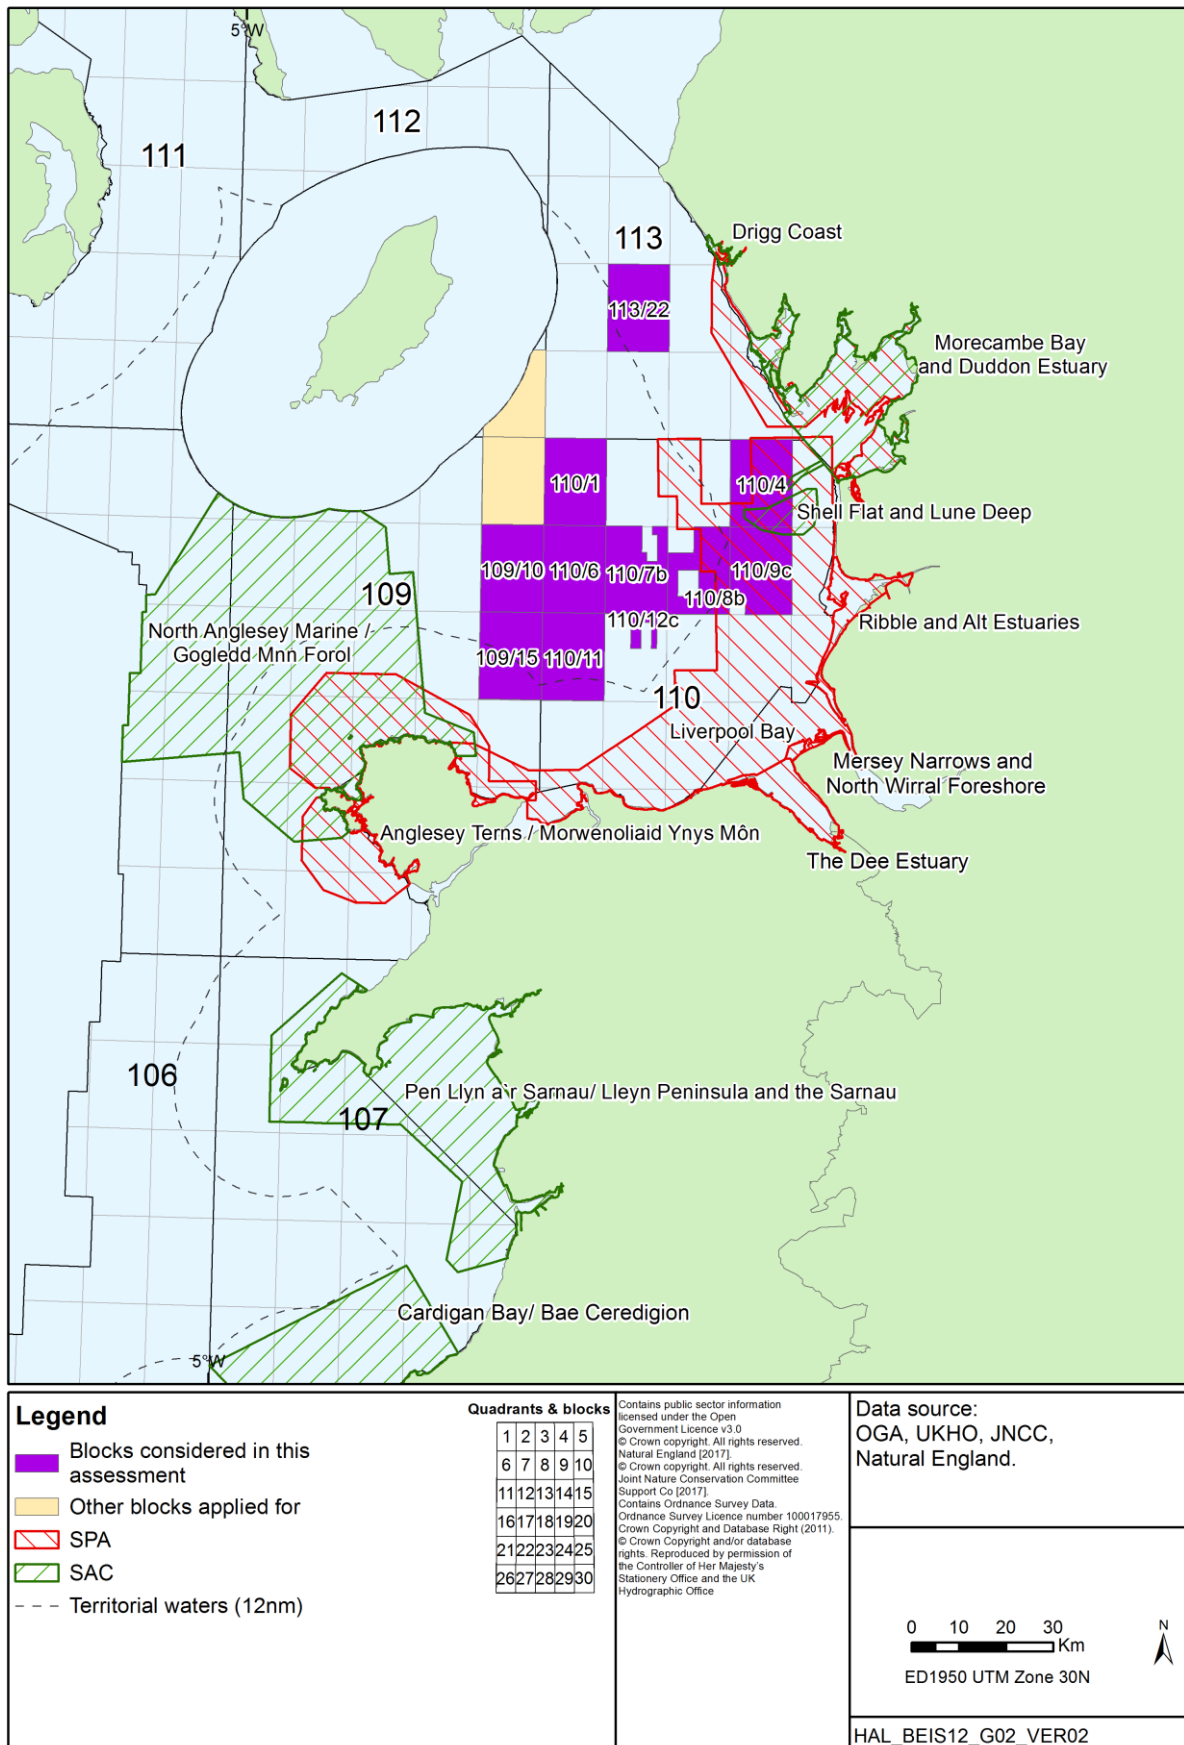 5°W
112
111
Drigg Coast
113
113/22
Morecambe Bay
and Duddon Estuary
110/1
110/4
Shell Flat and Lune Deep
109/10
110/6
110/7b
110/9c
109
110/8b
110/12c
Ribble and Alt Estuaries
North Anglesey Marine /
Gogledd Mnn Forol
109/15
110/11
110
Liverpool Bay
Mersey Narrows and
North Wirral Foreshore
Anglesey Terns / Morwenoliaid Ynys Môn
The Dee Estuary
106
Pen Llyn a'r Sarnau/ Lleyn Peninsula and the Sarnau
107
Cardigan Bay/ Bae Ceredigion
5°W
Legend
Blocks considered in this
assessment
Other blocks applied for
SPA
SAC
Territorial waters (12nm)
Quadrants & blocks
1 2 3 4 5
6 7 8 9 10
11 12 13 14 15
16 17 18 19 20
21 22 23 24 25
26 27 28 29 30
Contains public sector information
licensed under the Open
Government Licence v3.0
© Crown copyright. All rights reserved.
Natural England [2017].
© Crown copyright. All rights reserved.
Joint Nature Conservation Committee
Support Co [2017].
Contains Ordnance Survey Data.
Ordnance Survey Licence number 100017955.
Crown Copyright and Database Right (2011).
© Crown Copyright and/or database
rights. Reproduced by permission of
the Controller of Her Majesty's
Stationery Office and the UK
Hydrographic Office
Data source:
OGA, UKHO, JNCC,
Natural England.
0 10 20 30
Km
N
ED1950 UTM Zone 30N
HAL_BEIS12_G02_VER02